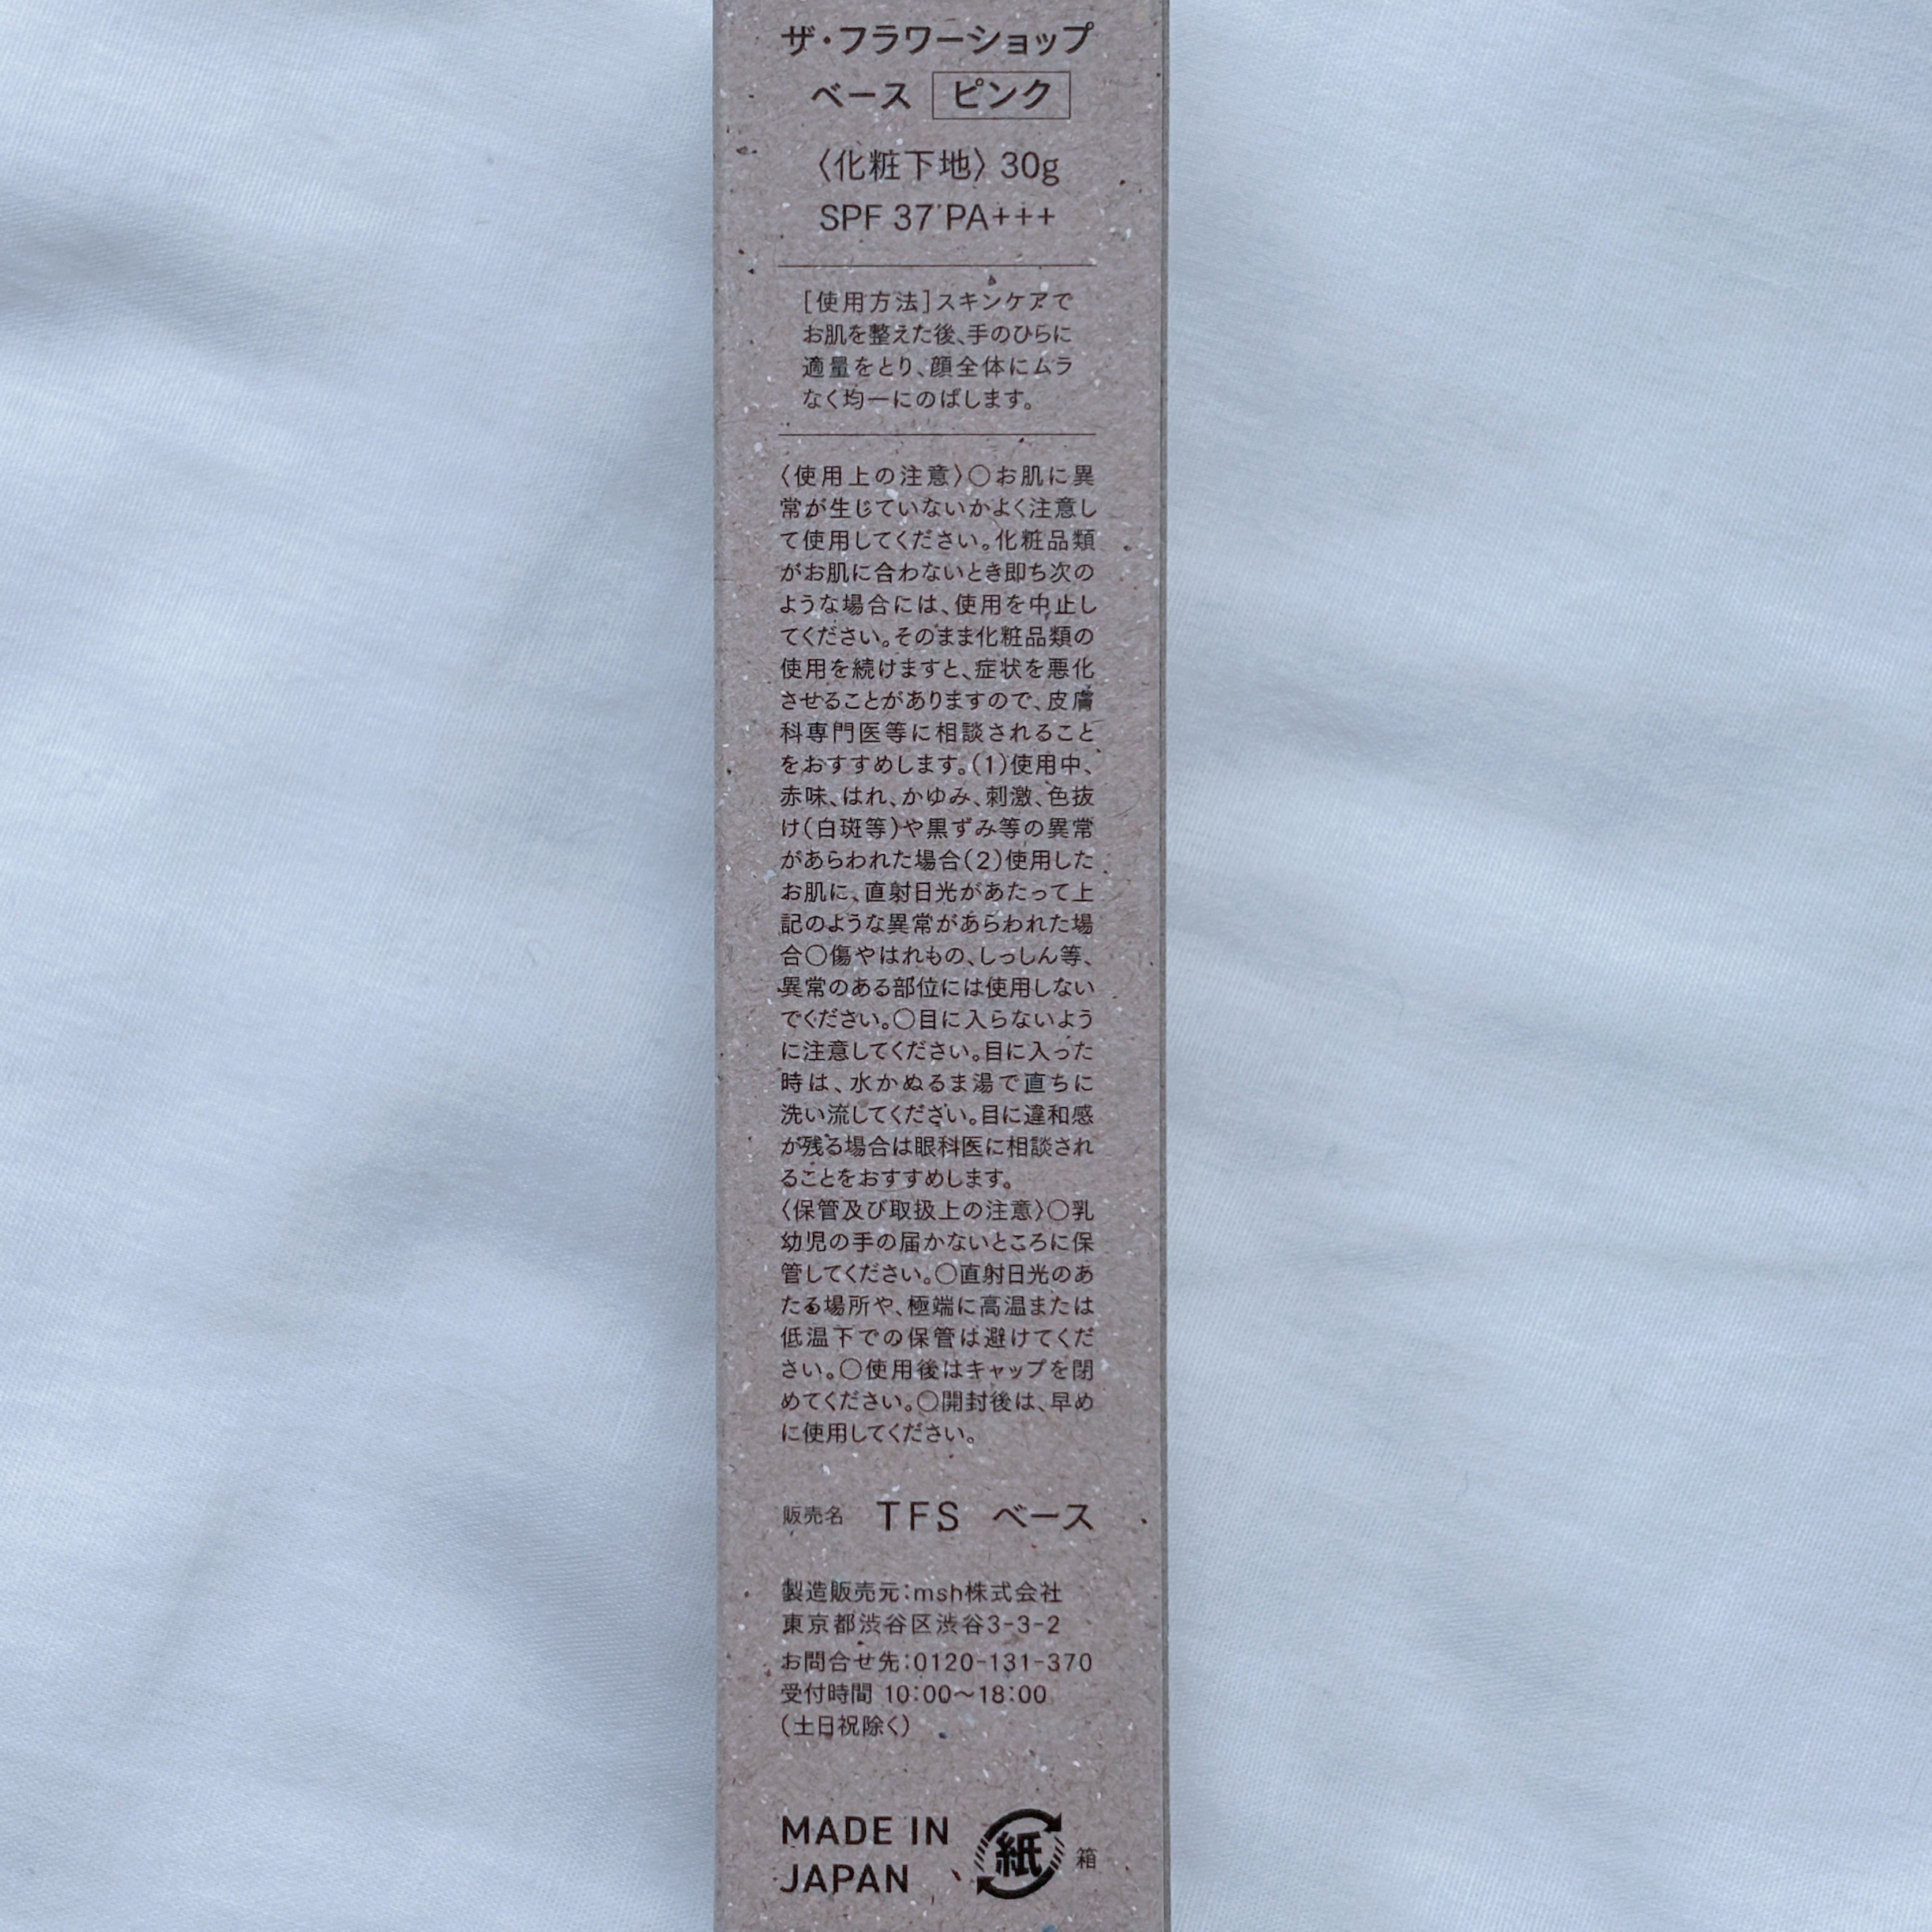 ザ・フラワーショップ
ベース ピンク
〈化粧下地〉30g
SPF 37 PA+++
[使用方法]スキンケアで
お肌を整えた後、手のひらに
適量をとり、顔全体にムラ
なく均一にのばします。
〈使用上の注意〉○お肌に異
常が生じていないかよく注意し
て使用してください。化粧品類
がお肌に合わないとき即ち次の
ような場合には、使用を中止し
てください。そのまま化粧品類の
使用を続けますと、症状を悪化
させることがありますので、皮膚
科専門医等に相談されること
をおすすめします。(1)使用中、
赤味、はれ、かゆみ、刺激、色抜
け(白斑等)や黒ずみ等の異常
があらわれた場合(2)使用した
お肌に、直射日光があたって上
記のような異常があらわれた場
合○傷やはれもの、しっしん等、
異常のある部位には使用しない
でください。○目に入らないよう
に注意してください。目に入った
時は、水かぬるま湯で直ちに
洗い流してください。目に違和感
が残る場合は眼科医に相談され
ることをおすすめします。
〈保管及び取扱上の注意〉○乳
幼児の手の届かないところに保
管してください。○直射日光のあ
たる場所や、極端に高温または
低温下での保管は避けてくだ
さい。○使用後はキャップを閉
めてください。○開封後は、早め
に使用してください。
販売名 TFS ベース
製造販売元:msh株式会社
東京都渋谷区渋谷3-3-2
お問合せ先:0120-131-370
受付時間 10:00〜18:00
(土日祝除く)
MADE IN
JAPAN
紙 箱